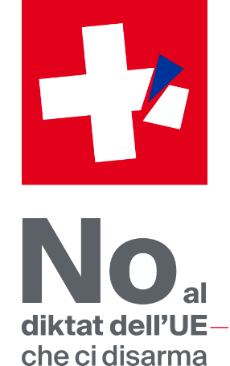 No al
diktat dell'UE–
che ci disarma